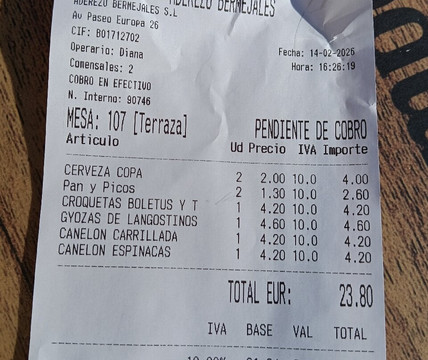 ADEREZO BERMEJALES
ADEREZO BERMEJALES S.L
Av Paseo Europa 26
CIF: B01712702
Operario: Diana
Fecha: 14-02-2026
Comensales: 2
Hora: 16:26:19
COBRO EN EFECTIVO
N. Interno: 90746
MESA: 107 [Terraza]
PENDIENTE DE COBRO
Articulo Ud Precio IVA Importe
CERVEZA COPA 2 2.00 10.0 4.00
Pan y Picos 2 1.30 10.0 2.60
CROQUETAS BOLETUS Y T 1 4.20 10.0 4.20
GYOZAS DE LANGOSTINOS 1 4.60 10.0 4.60
CANELON CARRILLADA 1 4.20 10.0 4.20
CANELON ESPINACAS 1 4.20 10.0 4.20
TOTAL EUR: 23.80
IVA BASE VAL TOTAL